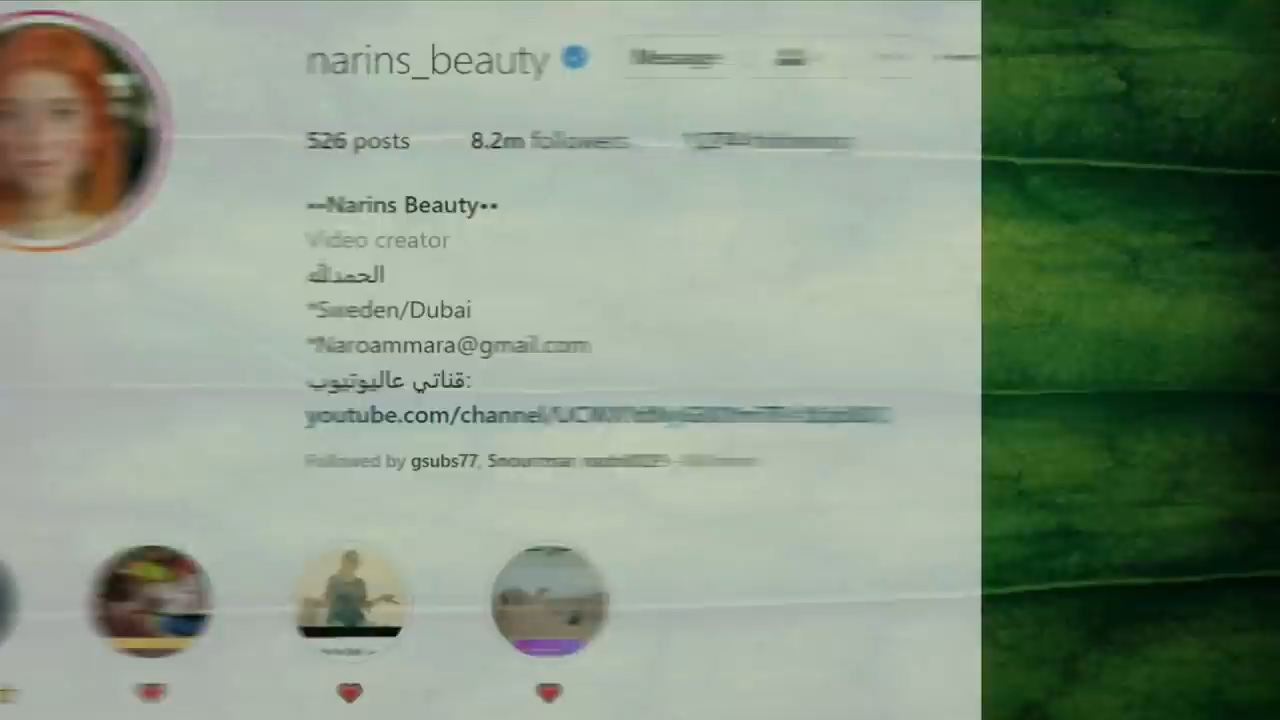 narins_beauty Message
526 posts 8.2m followers
--Narins Beauty••
Video creator
الحمدلله
*Sweden/Dubai
*Naroammara@gmail.com
قناتي عاليوتيوب:
youtube.com/channel/
Followed by gsubs77,